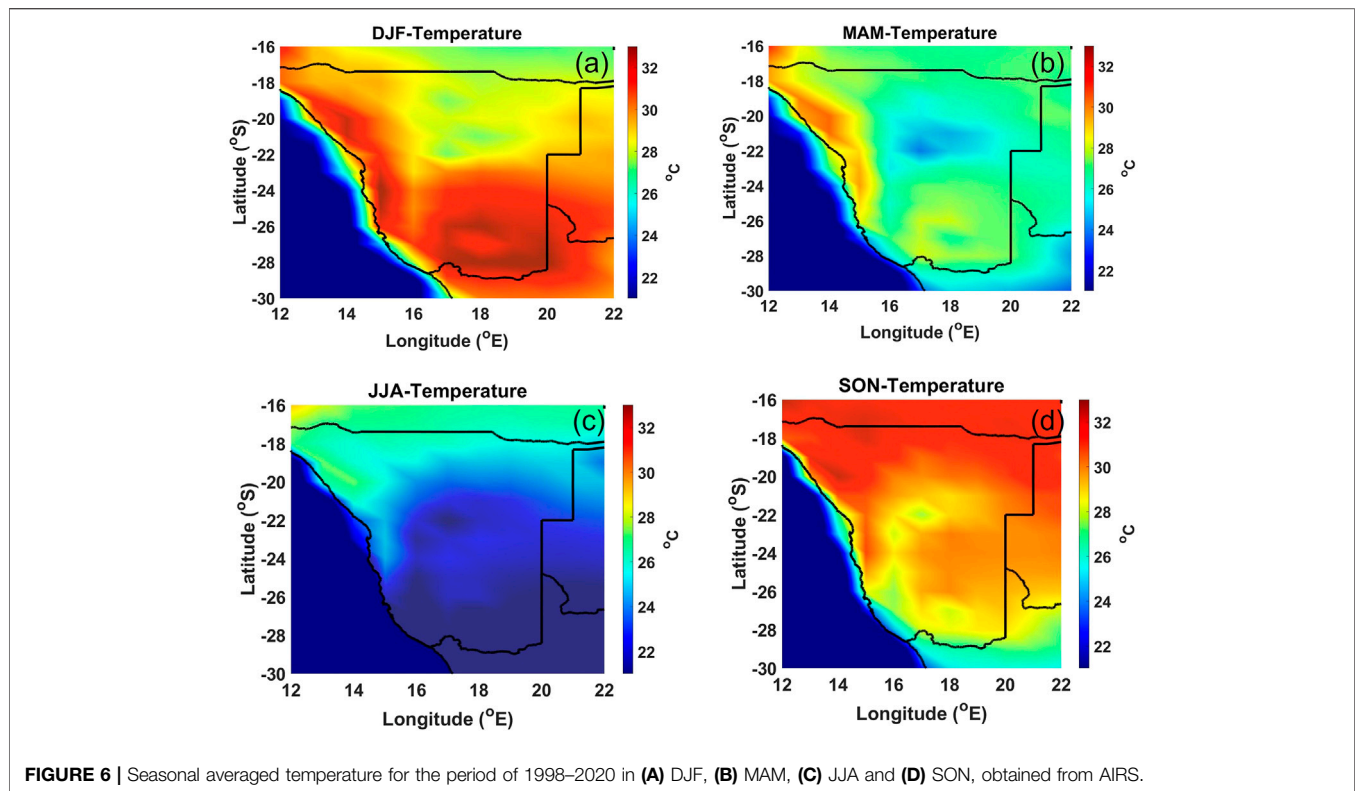 DJF-Temperature
(a)
-16
-18
-20
-22
-24
-26
-28
-30
12 14 16 18 20 22
Latitude (°S)
Longitude (°E)
32
30
28
26
24
22
°C
MAM-Temperature
(b)
-16
-18
-20
-22
-24
-26
-28
-30
12 14 16 18 20 22
Latitude (°S)
Longitude (°E)
32
30
28
26
24
22
°C
JJA-Temperature
(c)
-16
-18
-20
-22
-24
-26
-28
-30
12 14 16 18 20 22
Latitude (°S)
Longitude (°E)
32
30
28
26
24
22
°C
SON-Temperature
(d)
-16
-18
-20
-22
-24
-26
-28
-30
12 14 16 18 20 22
Latitude (°S)
Longitude (°E)
32
30
28
26
24
22
°C
FIGURE 6 | Seasonal averaged temperature for the period of 1998–2020 in (A) DJF, (B) MAM, (C) JJA and (D) SON, obtained from AIRS.